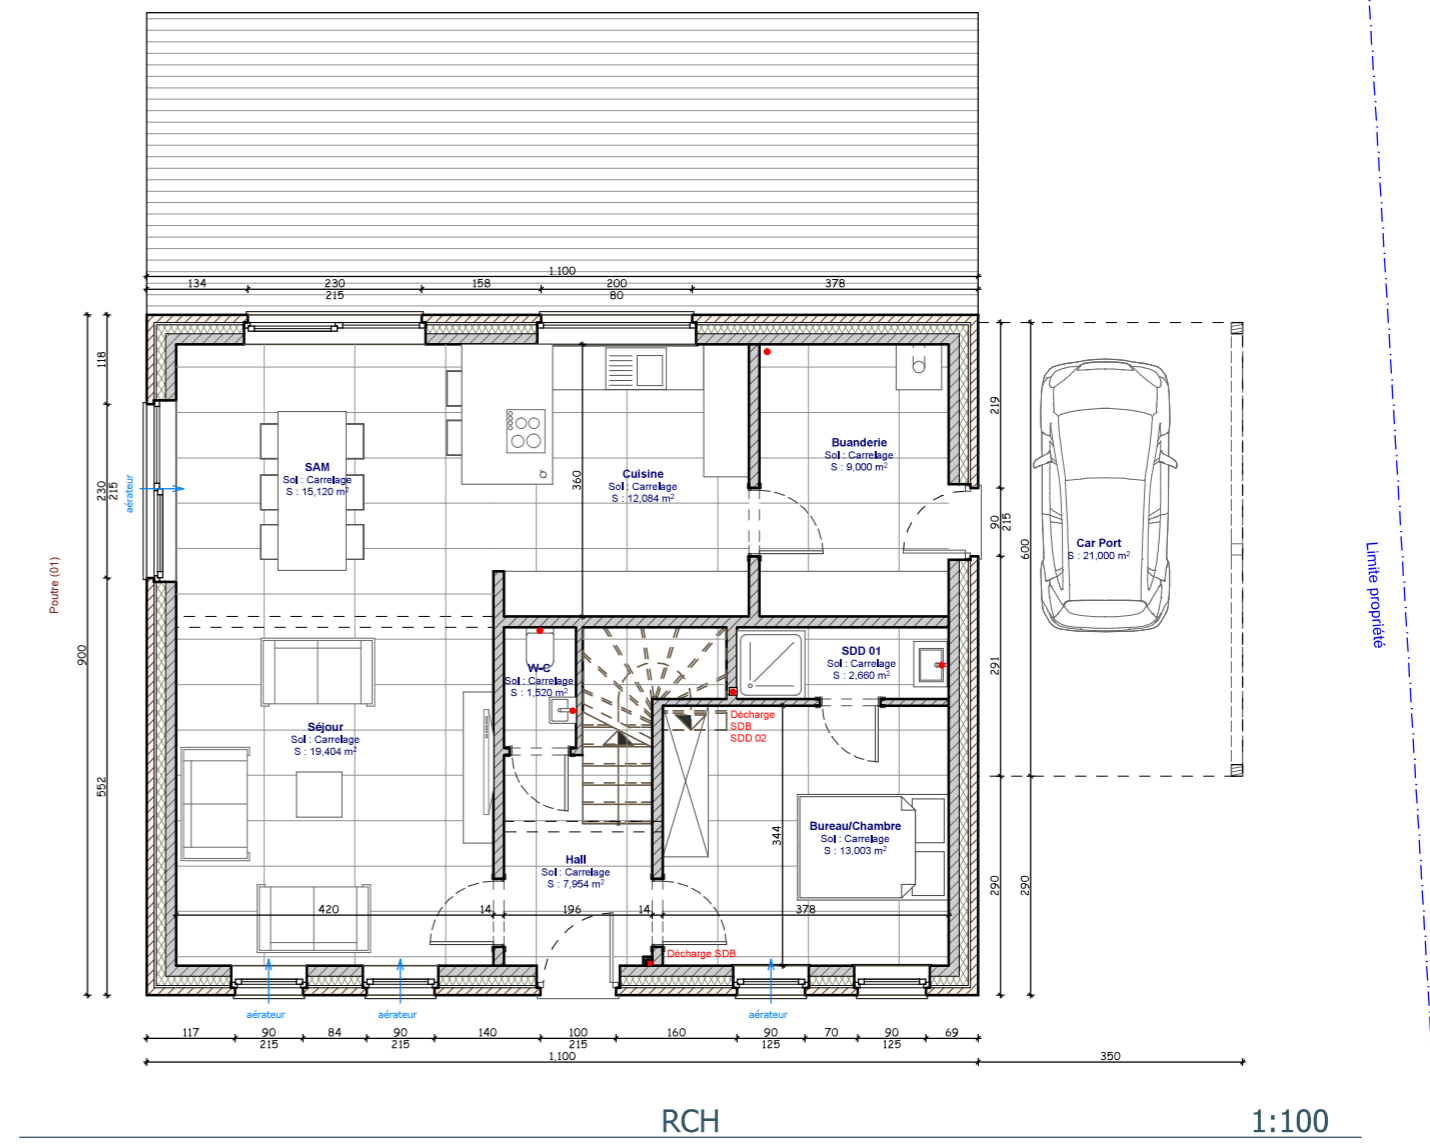 1,100
134
230
215
158
200
80
378
118
230
215
aérateur
900
552
Poutre (01)
SAM
Sol : Carrelage
S : 15,120 m²
360
Cuisine
Sol : Carrelage
S : 12,084 m²
Buanderie
Sol : Carrelage
S : 9,000 m²
219
90
215
600
291
290
290
Car Port
S : 21,000 m²
Limite propriété
W-C
Sol : Carrelage
S : 1,520 m²
SDD 01
Sol : Carrelage
S : 2,660 m²
Décharge
SDB
SDD 02
Séjour
Sol : Carrelage
S : 19,404 m²
344
Bureau/Chambre
Sol : Carrelage
S : 13,003 m²
Hall
Sol : Carrelage
S : 7,954 m²
420
14
196
14
378
Décharge SDB
aérateur
aérateur
aérateur
117
90
215
84
90
215
140
100
215
160
90
125
70
90
125
69
1,100
350
RCH
1:100